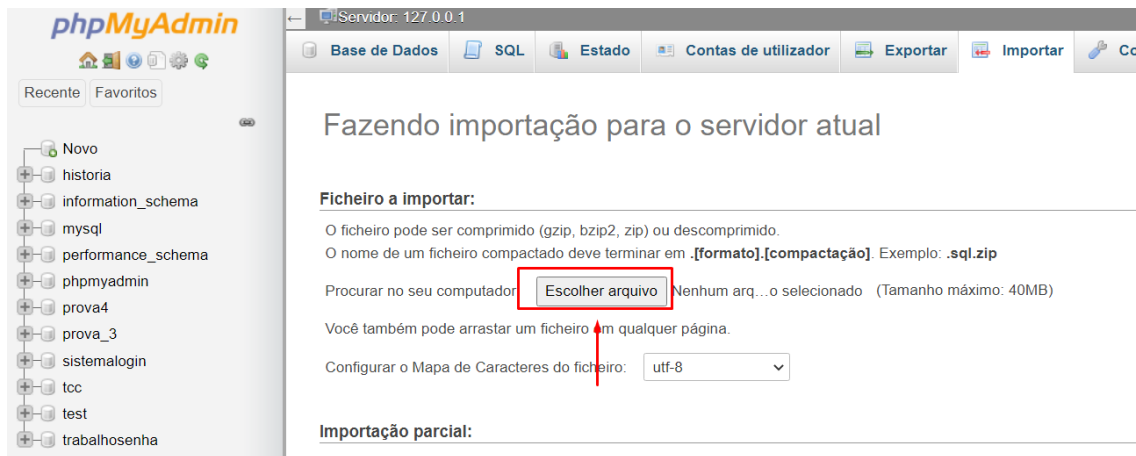 phpMyAdmin
Recente Favoritos
Novo
historia
information_schema
mysql
performance_schema
phpmyadmin
prova4
prova_3
sistemalogin
tcc
test
trabalhosenha
Servidor: 127.0.0.1
Base de Dados SQL Estado Contas de utilizador Exportar Importar
Fazendo importação para o servidor atual
Ficheiro a importar:
O ficheiro pode ser comprimido (gzip, bzip2, zip) ou descomprimido.
O nome de um ficheiro compactado deve terminar em .[formato].[compactação]. Exemplo: .sql.zip
Procurar no seu computador Escolher arquivo Nenhum arq...o selecionado (Tamanho máximo: 40MB)
Você também pode arrastar um ficheiro em qualquer página.
Configurar o Mapa de Caracteres do ficheiro: utf-8
Importação parcial: